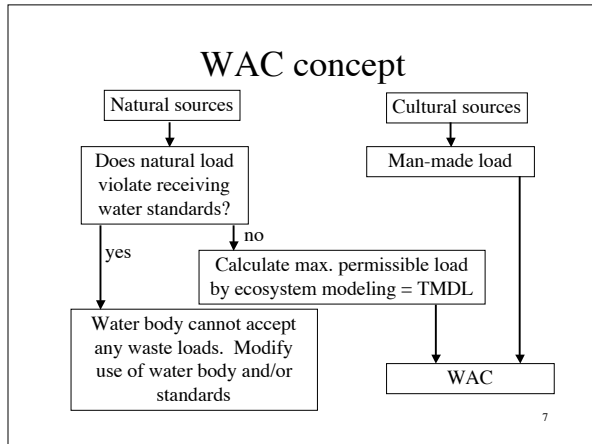 WAC concept
Natural sources
Cultural sources
Does natural load
violate receiving
water standards?
Man-made load
yes
no
Calculate max. permissible load
by ecosystem modeling = TMDL
Water body cannot accept
any waste loads.  Modify
use of water body and/or
standards
WAC
7